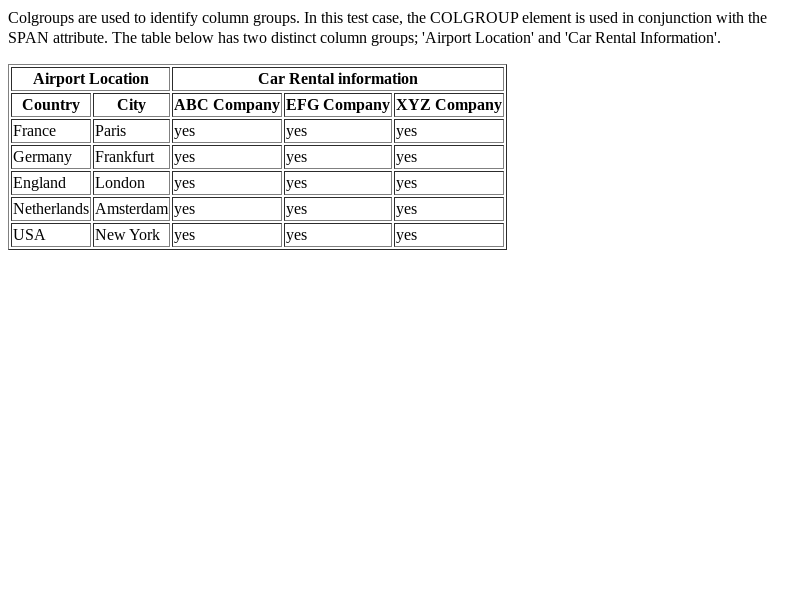 Colgroups are used to identify column groups. In this test case, the COLGROUP element is used in conjunction with the
SPAN attribute. The table below has two distinct column groups; 'Airport Location' and 'Car Rental Information'.
Airport Location Car Rental information
Country City ABC Company EFG Company XYZ Company
France Paris yes yes yes
Germany Frankfurt yes yes yes
England London yes yes yes
Netherlands Amsterdam yes yes yes
USA New York yes yes yes